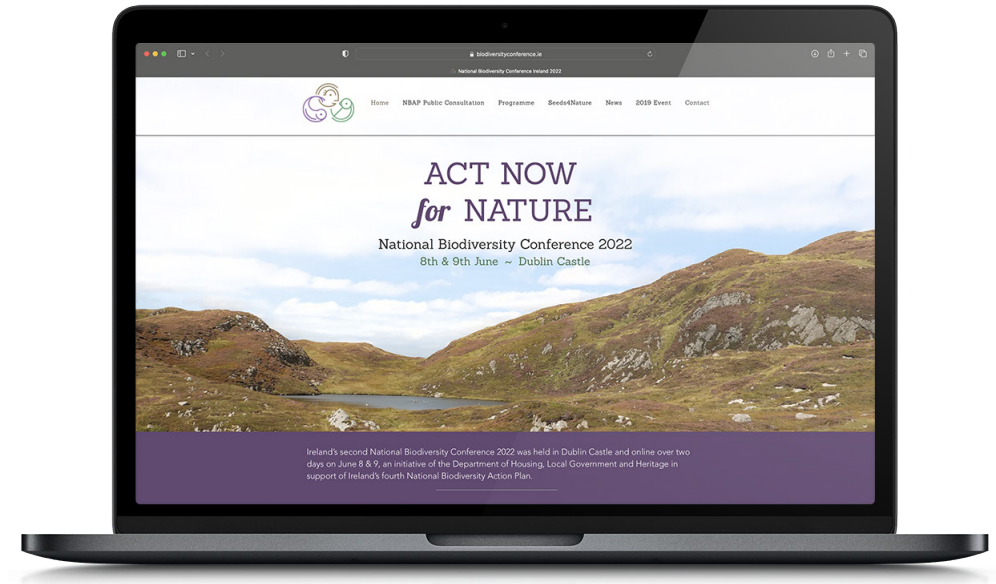 biodiversityconference.ie
National Biodiversity Conference Ireland 2022
Home NBAP Public Consultation Programme Seeds4Nature News 2019 Event Contact
ACT NOW
for NATURE
National Biodiversity Conference 2022
8th & 9th June ~ Dublin Castle
Ireland's second National Biodiversity Conference 2022 was held in Dublin Castle and online over two
days on June 8 & 9, an initiative of the Department of Housing, Local Government and Heritage in
support of Ireland's fourth National Biodiversity Action Plan.